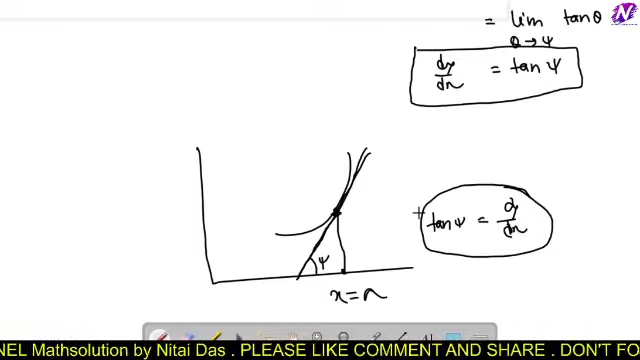 = lim tan θ
θ → ψ
dy/dx = tan ψ
tan ψ = dy/dx
ψ
x = a
NEL Mathsolution by Nitai Das . PLEASE LIKE COMMENT AND SHARE . DON'T FO